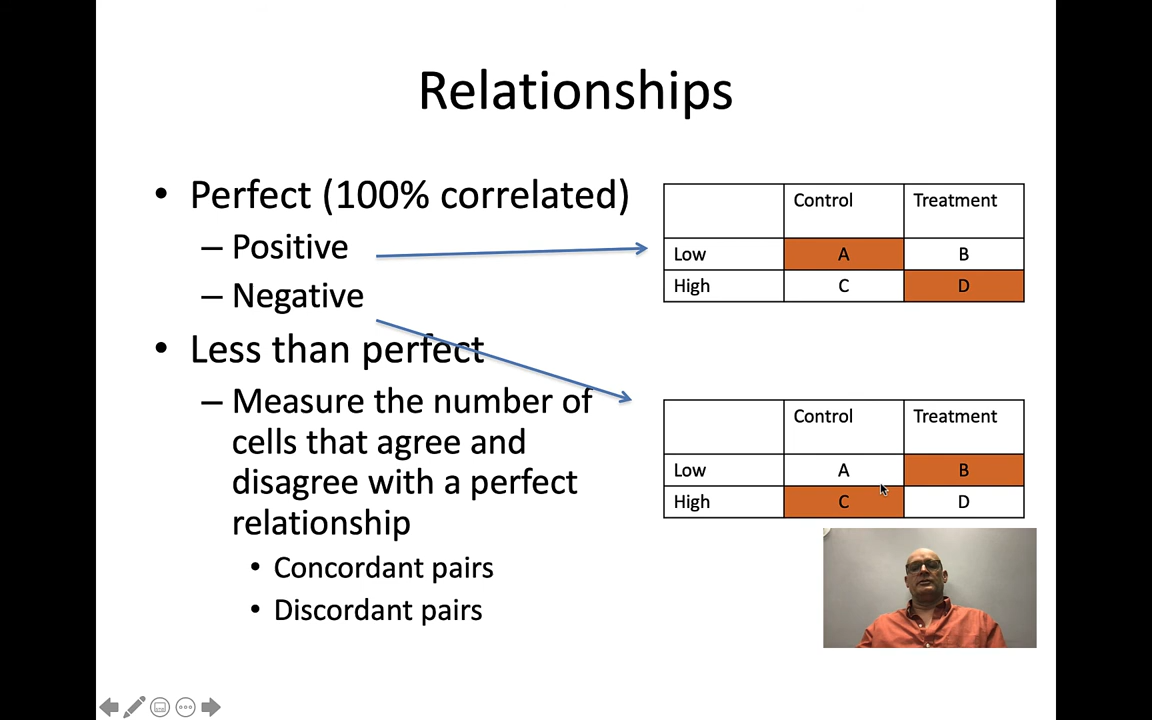 Relationships
• Perfect (100% correlated)
– Positive
– Negative
• Less than perfect
– Measure the number of
cells that agree and
disagree with a perfect
relationship
• Concordant pairs
• Discordant pairs
Control Treatment
Low A B
High C D
Control Treatment
Low A B
High C D